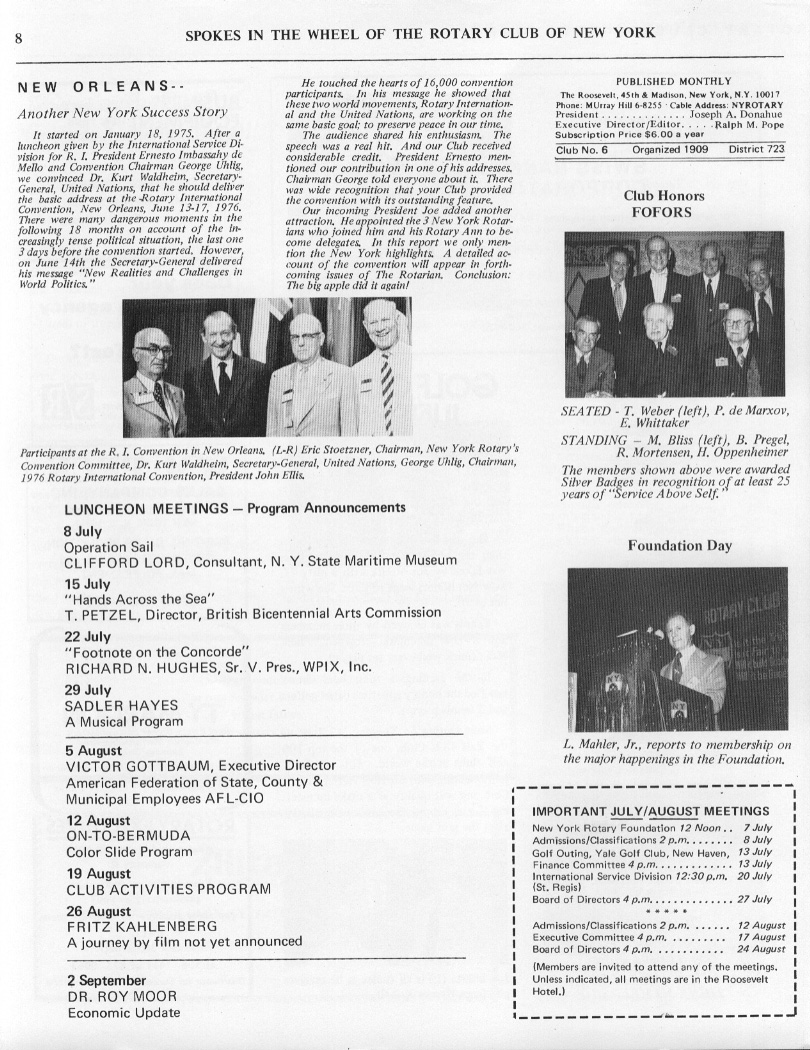 8
SPOKES IN THE WHEEL OF THE ROTARY CLUB OF NEW YORK
NEW ORLEANS--
Another New York Success Story
It started on January 18, 1975. After a
luncheon given by the International Service Di-
vision for R. I. President Ernesto Imbassahy de
Mello and Convention Chairman George Uhlig,
we convinced Dr. Kurt Waldheim, Secretary-
General, United Nations, that he should deliver
the basic address at the Rotary International
Convention, New Orleans, June 13-17, 1976.
There were many dangerous moments in the
following 18 months on account of the in-
creasingly tense political situation, the last one
3 days before the convention started. However,
on June 14th the Secretary-General delivered
his message "New Realities and Challenges in
World Politics."
He touched the hearts of 16,000 convention
participants. In his message he showed that
these two world movements, Rotary Internation-
al and the United Nations, are working on the
same basic goal; to preserve peace in our time.
The audience shared his enthusiasm. The
speech was a real hit. And our Club received
considerable credit. President Ernesto men-
tioned our contribution in one of his addresses.
Chairman George told everyone about it. There
was wide recognition that your Club provided
the convention with its outstanding feature.
Our incoming President Joe added another
attraction. He appointed the 3 New York Rotar-
ians who joined him and his Rotary Ann to be-
come delegates. In this report we only men-
tion the New York highlights. A detailed ac-
count of the convention will appear in forth-
coming issues of The Rotarian. Conclusion:
The big apple did it again!
Participants at the R. I. Convention in New Orleans. (L-R) Eric Stoetzner, Chairman, New York Rotary's
Convention Committee, Dr. Kurt Waldheim, Secretary-General, United Nations, George Uhlig, Chairman,
1976 Rotary International Convention, President John Ellis.
LUNCHEON MEETINGS – Program Announcements
8 July
Operation Sail
CLIFFORD LORD, Consultant, N. Y. State Maritime Museum
15 July
"Hands Across the Sea"
T. PETZEL, Director, British Bicentennial Arts Commission
22 July
"Footnote on the Concorde"
RICHARD N. HUGHES, Sr. V. Pres., WPIX, Inc.
29 July
SADLER HAYES
A Musical Program
5 August
VICTOR GOTTBAUM, Executive Director
American Federation of State, County &
Municipal Employees AFL-CIO
12 August
ON-TO-BERMUDA
Color Slide Program
19 August
CLUB ACTIVITIES PROGRAM
26 August
FRITZ KAHLENBERG
A journey by film not yet announced
2 September
DR. ROY MOOR
Economic Update
PUBLISHED MONTHLY
The Roosevelt, 45th & Madison, New York, N.Y. 10017
Phone: MUrray Hill 6-8255 · Cable Address: NYROTARY
President . . . . . . . . . . . . . . Joseph A. Donahue
Executive Director/Editor. . . . . Ralph M. Pope
Subscription Price $6.00 a year
Club No. 6 Organized 1909 District 723
Club Honors
FOFORS
SEATED - T. Weber (left), P. de Marxov,
E. Whittaker
STANDING – M. Bliss (left), B. Pregel,
R. Mortensen, H. Oppenheimer
The members shown above were awarded
Silver Badges in recognition of at least 25
years of "Service Above Self."
Foundation Day
ROTARY CLUB
NY
NY
L. Mahler, Jr., reports to membership on
the major happenings in the Foundation.
IMPORTANT JULY/AUGUST MEETINGS
New York Rotary Foundation 12 Noon . . 7 July
Admissions/Classifications 2 p.m. . . . . . . . 8 July
Golf Outing, Yale Golf Club, New Haven, 13 July
Finance Committee 4 p.m. . . . . . . . . . . . . 13 July
International Service Division 12:30 p.m. 20 July
(St. Regis)
Board of Directors 4 p.m. . . . . . . . . . . . . . 27 July
* * * * *
Admissions/Classifications 2 p.m. . . . . . . 12 August
Executive Committee 4 p.m. . . . . . . . . . 17 August
Board of Directors 4 p.m. . . . . . . . . . . . 24 August
(Members are invited to attend any of the meetings.
Unless indicated, all meetings are in the Roosevelt
Hotel.)